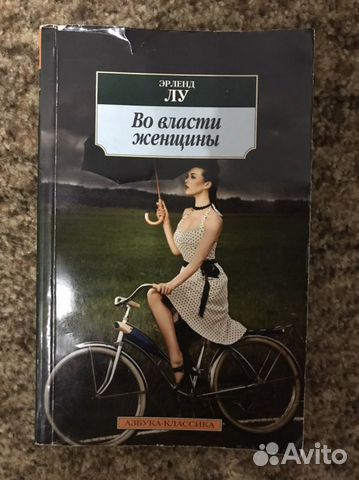 ЭРЛЕНД
ЛУ
Во власти
женщины
АЗБУКА-КЛАССИКА
Avito